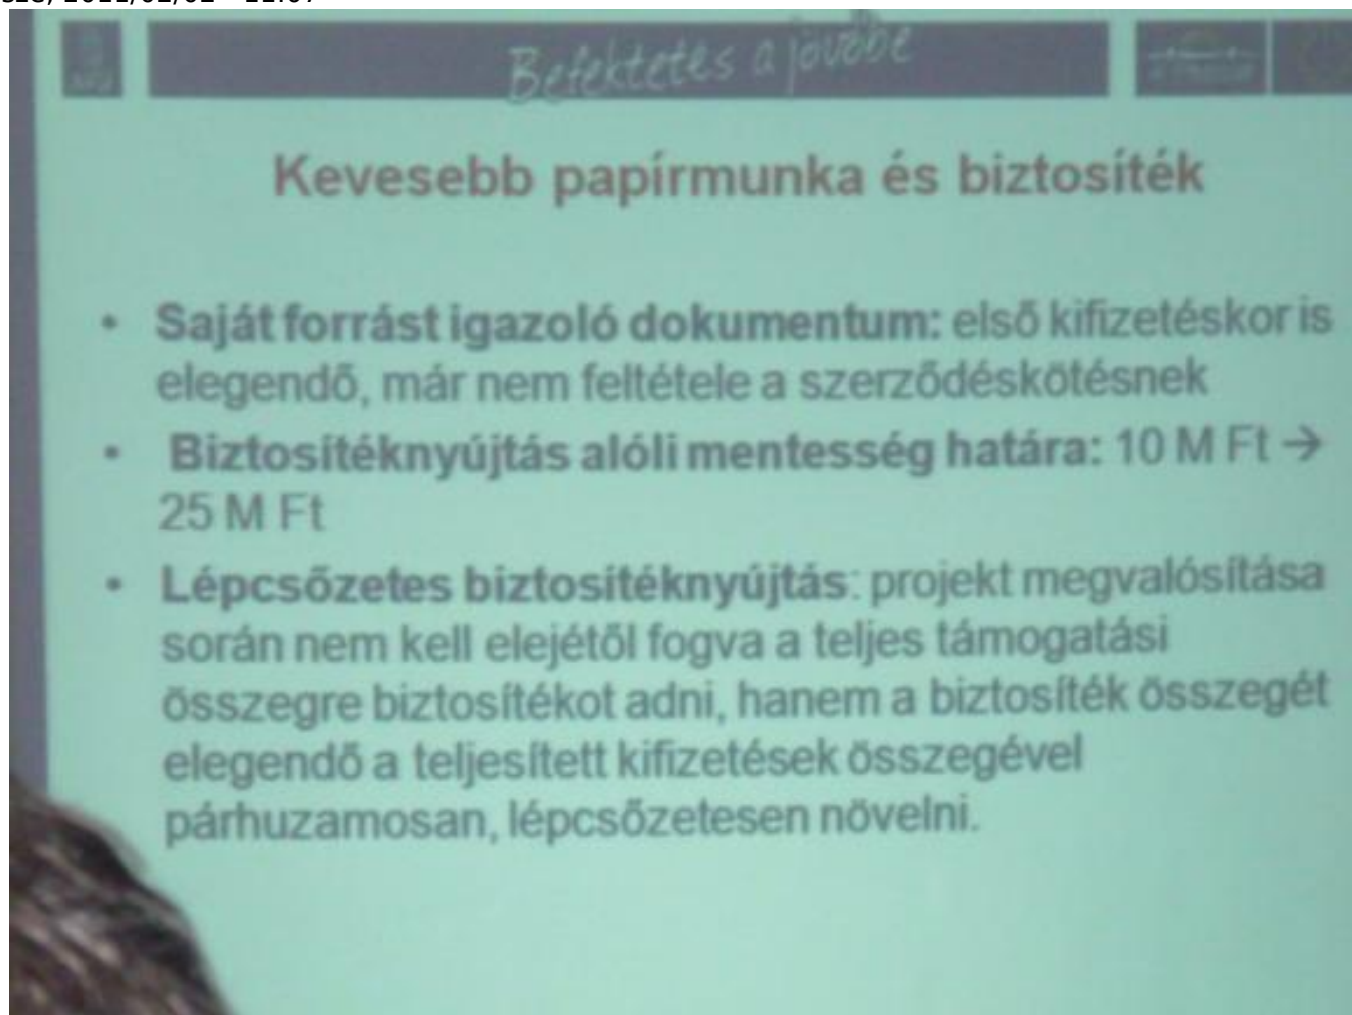 Befektetés a jövőbe
Kevesebb papírmunka és biztosíték
• Saját forrást igazoló dokumentum: első kifizetéskor is
elegendő, már nem feltétele a szerződéskötésnek
• Biztosítéknyújtás alóli mentesség határa: 10 M Ft →
25 M Ft
• Lépcsőzetes biztosítéknyújtás: projekt megvalósítása
során nem kell elejétől fogva a teljes támogatási
összegre biztosítékot adni, hanem a biztosíték összegét
elegendő a teljesített kifizetések összegével
párhuzamosan, lépcsőzetesen növelni.